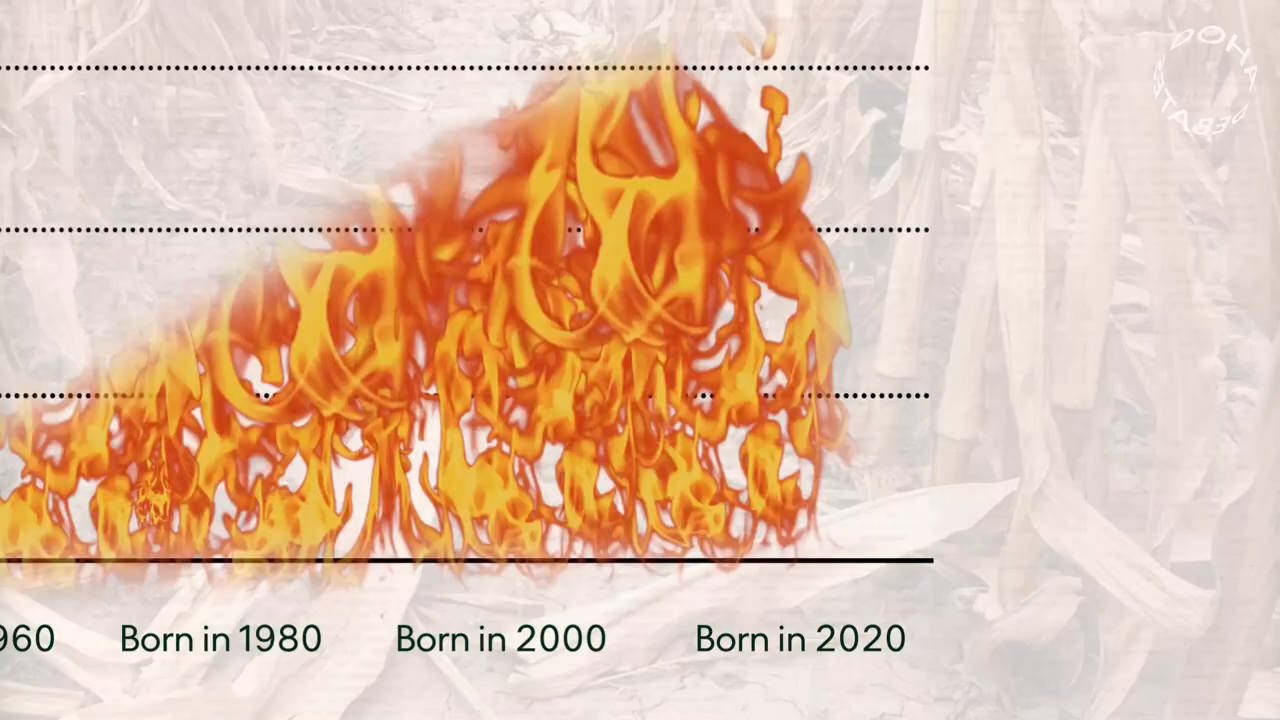 DOHA
DEBATES
960
Born in 1980
Born in 2000
Born in 2020